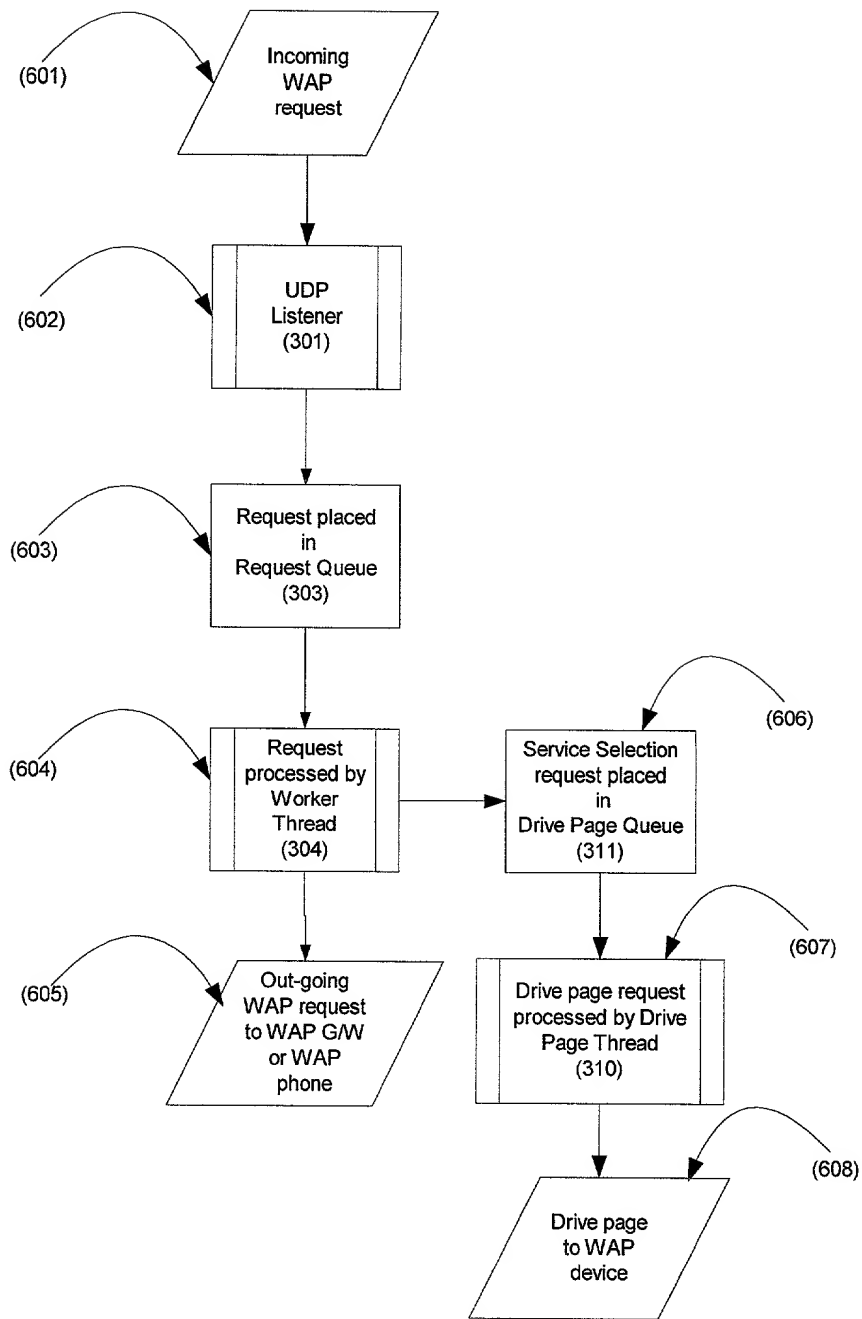 Incoming
WAP
request
(601)
UDP
Listener
(301)
(602)
Request placed
in
Request Queue
(303)
(603)
Request
processed by
Worker
Thread
(304)
(604)
Service Selection
request placed
in
Drive Page Queue
(311)
(606)
Out-going
WAP request
to WAP G/W
or WAP
phone
(605)
Drive page request
processed by Drive
Page Thread
(310)
(607)
Drive page
to WAP
device
(608)